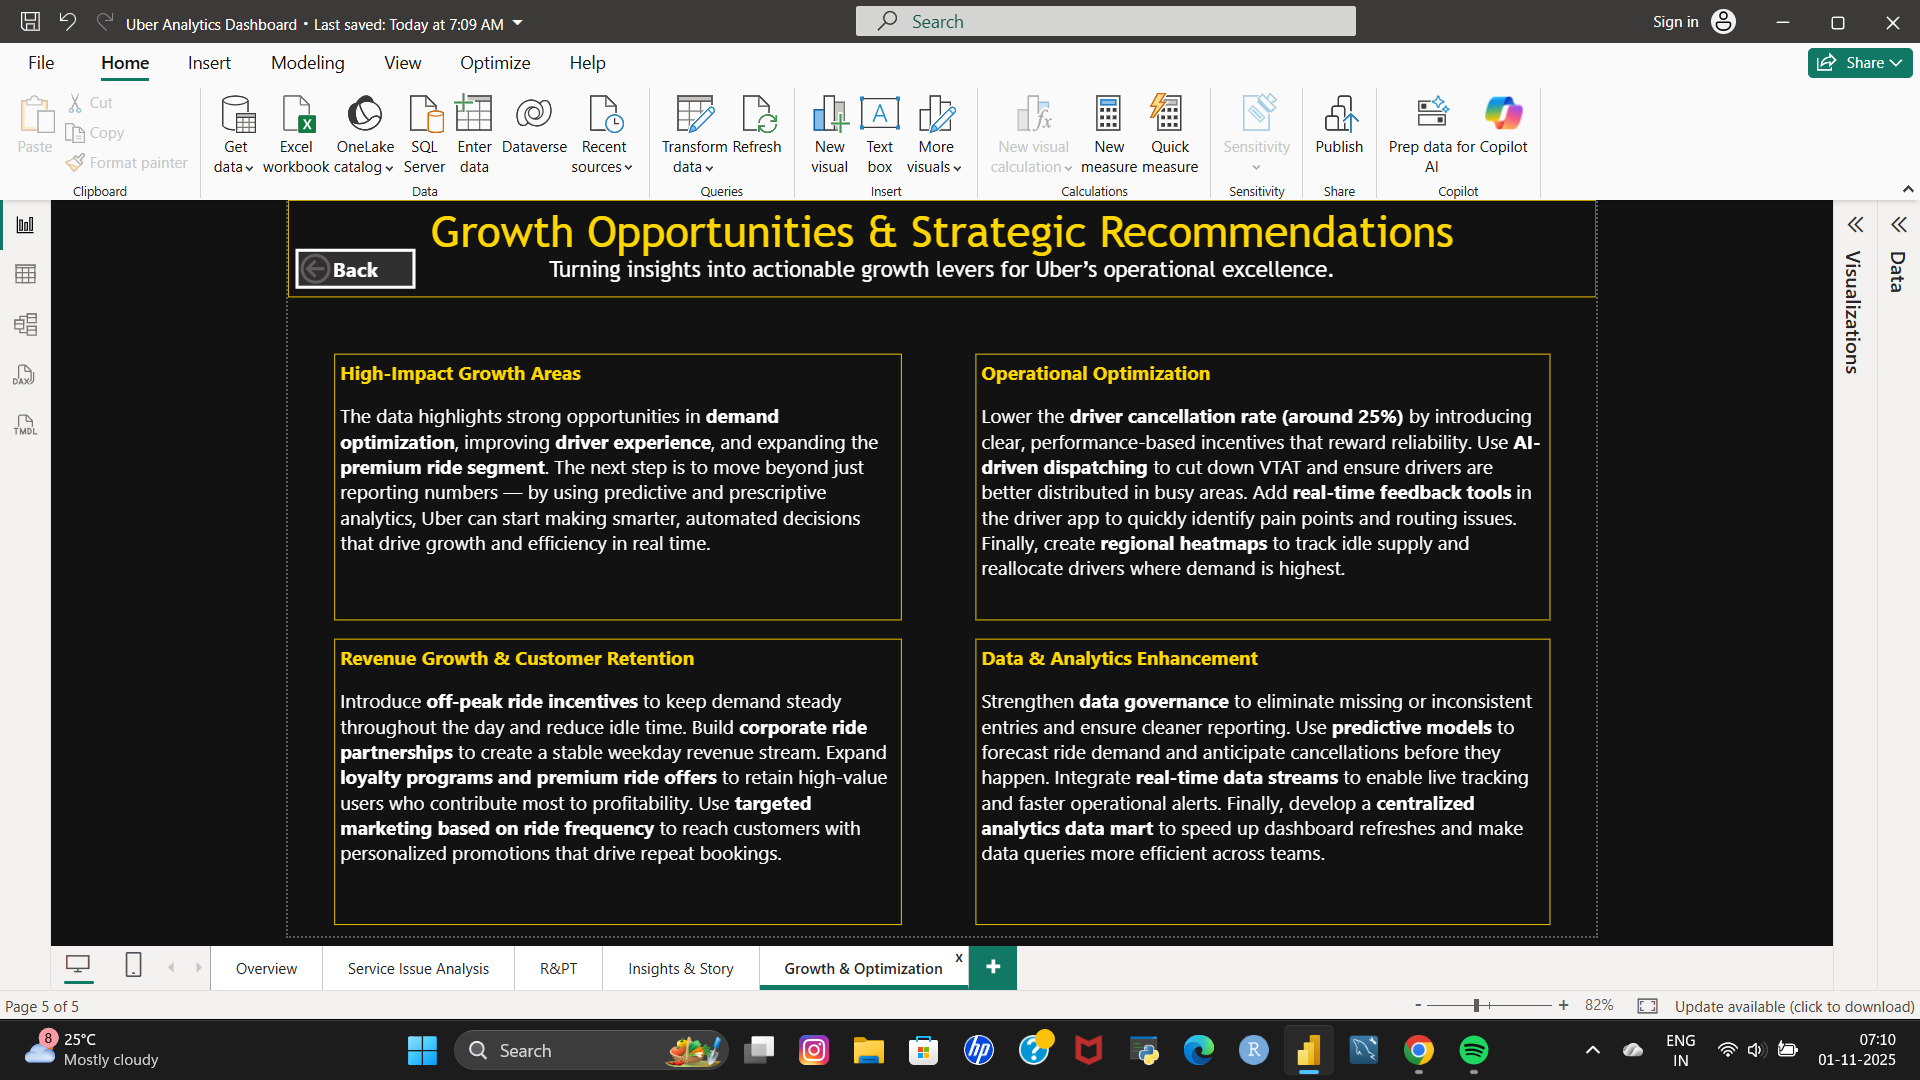 Uber Analytics Dashboard • Last saved: Today at 7:09 AM
Search
Sign in
File
Home
Insert
Modeling
View
Optimize
Help
Share
Paste
Cut
Copy
Format painter
Clipboard
Get data
Excel workbook
OneLake catalog
SQL Server
Enter data
Dataverse
Recent sources
Data
Transform data
Refresh
Queries
New visual
Text box
More visuals
Insert
New visual calculation
New measure
Quick measure
Calculations
Sensitivity
Sensitivity
Publish
Share
Prep data for AI
Copilot
Copilot
DAX
TMDL
Growth Opportunities & Strategic Recommendations
Back
Turning insights into actionable growth levers for Uber’s operational excellence.
High-Impact Growth Areas
The data highlights strong opportunities in demand
optimization, improving driver experience, and expanding the
premium ride segment. The next step is to move beyond just
reporting numbers — by using predictive and prescriptive
analytics, Uber can start making smarter, automated decisions
that drive growth and efficiency in real time.
Operational Optimization
Lower the driver cancellation rate (around 25%) by introducing
clear, performance-based incentives that reward reliability. Use AI-
driven dispatching to cut down VTAT and ensure drivers are
better distributed in busy areas. Add real-time feedback tools in
the driver app to quickly identify pain points and routing issues.
Finally, create regional heatmaps to track idle supply and
reallocate drivers where demand is highest.
Revenue Growth & Customer Retention
Introduce off-peak ride incentives to keep demand steady
throughout the day and reduce idle time. Build corporate ride
partnerships to create a stable weekday revenue stream. Expand
loyalty programs and premium ride offers to retain high-value
users who contribute most to profitability. Use targeted
marketing based on ride frequency to reach customers with
personalized promotions that drive repeat bookings.
Data & Analytics Enhancement
Strengthen data governance to eliminate missing or inconsistent
entries and ensure cleaner reporting. Use predictive models to
forecast ride demand and anticipate cancellations before they
happen. Integrate real-time data streams to enable live tracking
and faster operational alerts. Finally, develop a centralized
analytics data mart to speed up dashboard refreshes and make
data queries more efficient across teams.
Visualizations
Data
Overview
Service Issue Analysis
R&PT
Insights & Story
Growth & Optimization
x
+
Page 5 of 5
- + 82%
Update available (click to download)
8
25°C
Mostly cloudy
Search
hp
R
ENG
IN
07:10
01-11-2025